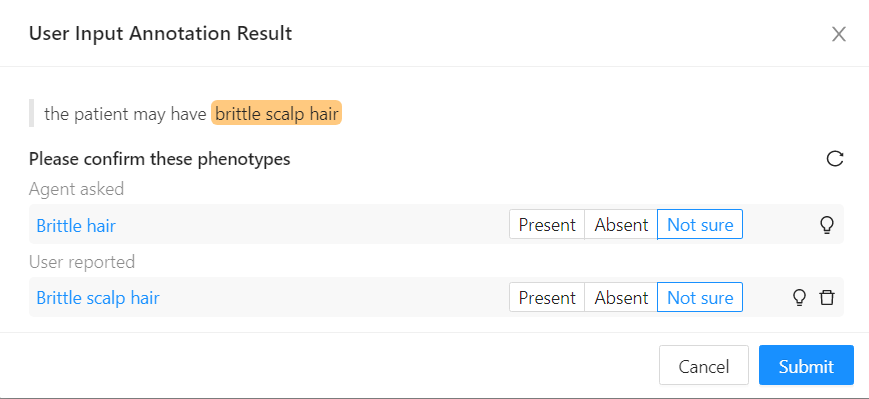 User Input Annotation Result
the patient may have brittle scalp hair
Please confirm these phenotypes
Agent asked
Brittle hair Present Absent Not sure
User reported
Brittle scalp hair Present Absent Not sure
Cancel Submit